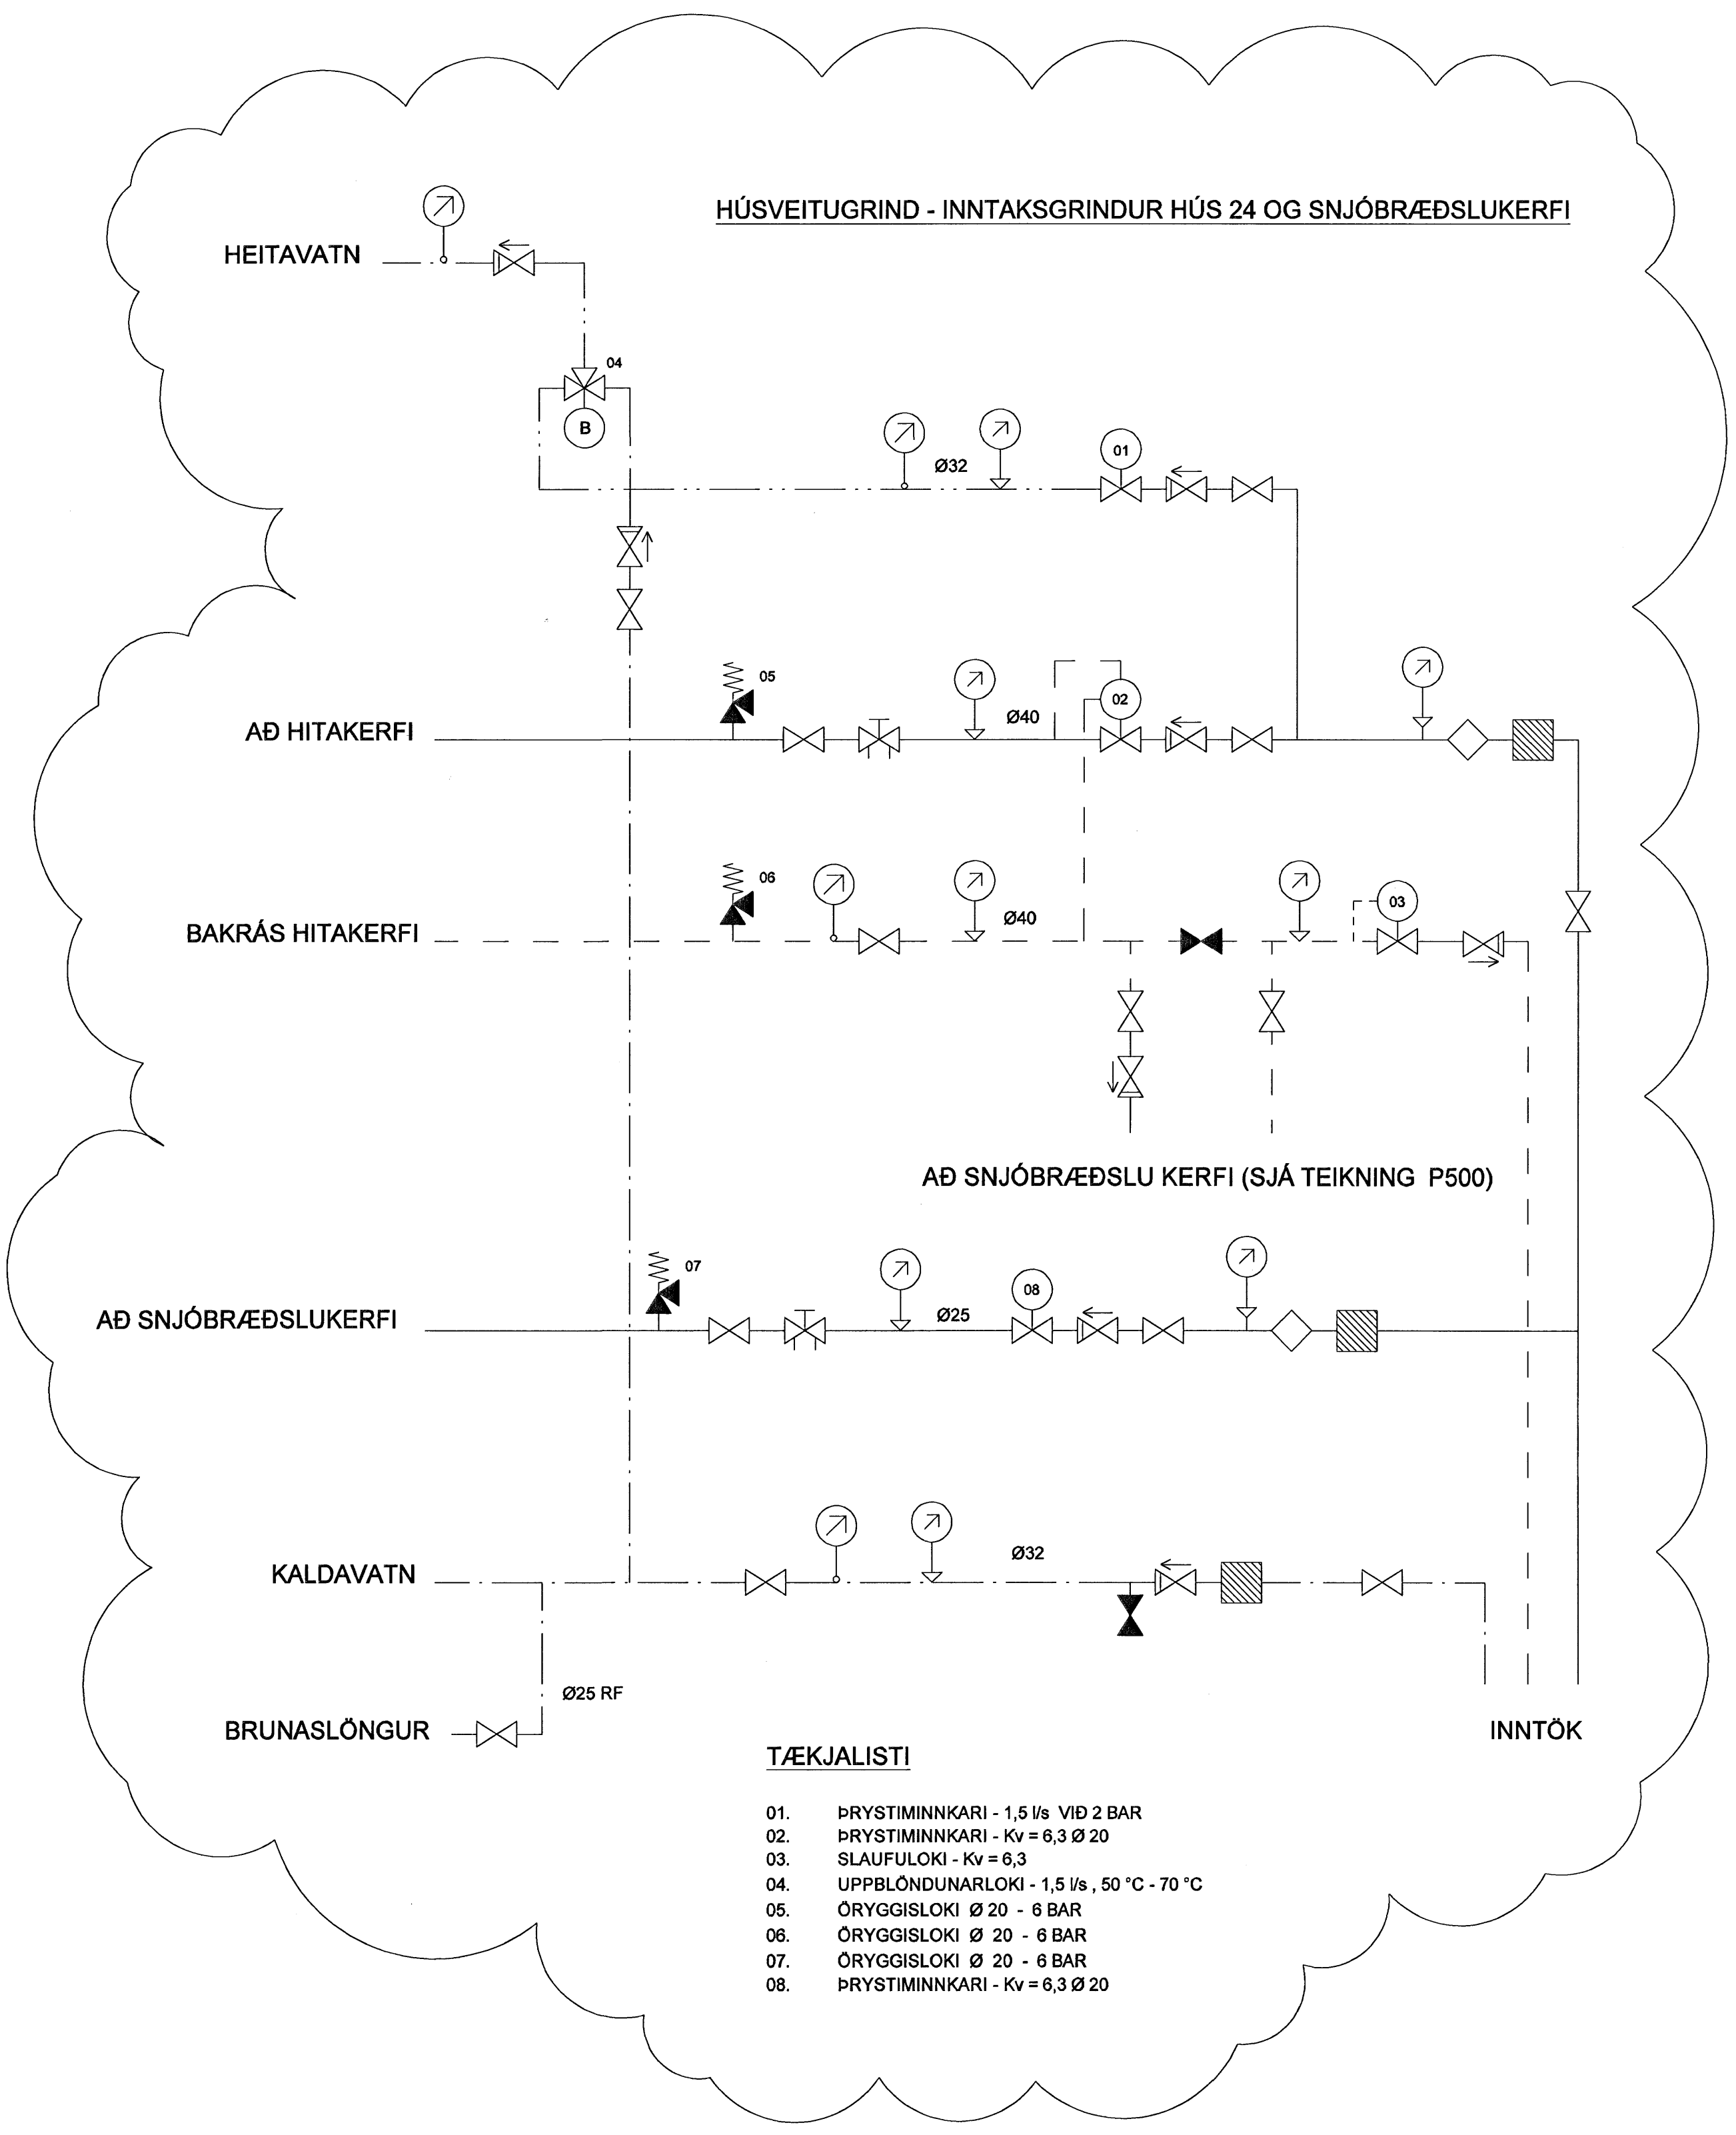 HÚSVEITUGRIND - INNTAKSGRINDUR HÚS 24 OG SNJÓBRÆÐSLUKERFI
HEITAVATN
04
B
Ø32
01
AÐ HITAKERFI
05
Ø40
02
BAKRÁS HITAKERFI
06
Ø40
03
AÐ SNJÓBRÆÐSLU KERFI (SJÁ TEIKNING P500)
AÐ SNJÓBRÆÐSLUKERFI
07
Ø25
08
KALDAVATN
Ø32
Ø25 RF
BRUNASLÖNGUR
INNTÖK
TÆKJALISTI
01. ÞRYSTIMINNKARI - 1,5 l/s VIÐ 2 BAR
02. ÞRYSTIMINNKARI - Kv = 6,3 Ø 20
03. SLAUFULOKI - Kv = 6,3
04. UPPBLÖNDUNARLOKI - 1,5 l/s , 50 °C - 70 °C
05. ÖRYGGISLOKI Ø 20 - 6 BAR
06. ÖRYGGISLOKI Ø 20 - 6 BAR
07. ÖRYGGISLOKI Ø 20 - 6 BAR
08. ÞRYSTIMINNKARI - Kv = 6,3 Ø 20